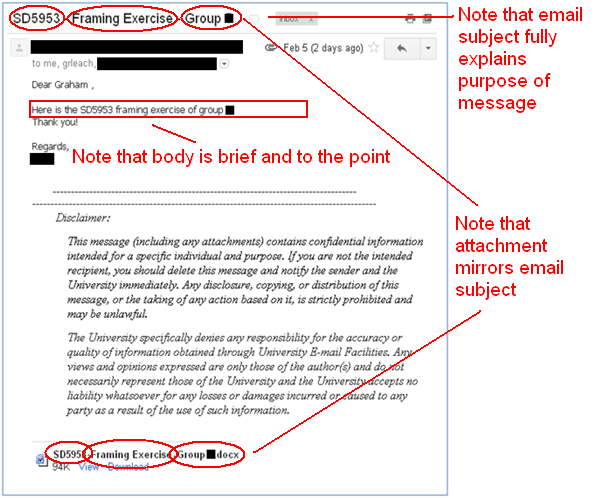 SD5953 Framing Exercise Group
Inbox x
Note that email
subject fully
explains
purpose of
message
Feb 5 (2 days ago)
to me, grleach,
Dear Graham ,
Here is the SD5953 framing exercise of group
Thank you!
Regards,
Note that body is brief and to the point
--------------------------------------------------------------------------
--------------------------------------------------------------------------------
Disclaimer:
This message (including any attachments) contains confidential information
intended for a specific individual and purpose. If you are not the intended
recipient, you should delete this message and notify the sender and the
University immediately. Any disclosure, copying, or distribution of this
message, or the taking of any action based on it, is strictly prohibited and
may be unlawful.
The University specifically denies any responsibility for the accuracy or
quality of information obtained through University E-mail Facilities. Any
views and opinions expressed are only those of the author(s) and do not
necessarily represent those of the University and the University accepts no
liability whatsoever for any losses or damages incurred or caused to any
party as a result of the use of such information.
Note that
attachment
mirrors email
subject
SD5953-Framing Exercise-Group docx
94K View Download